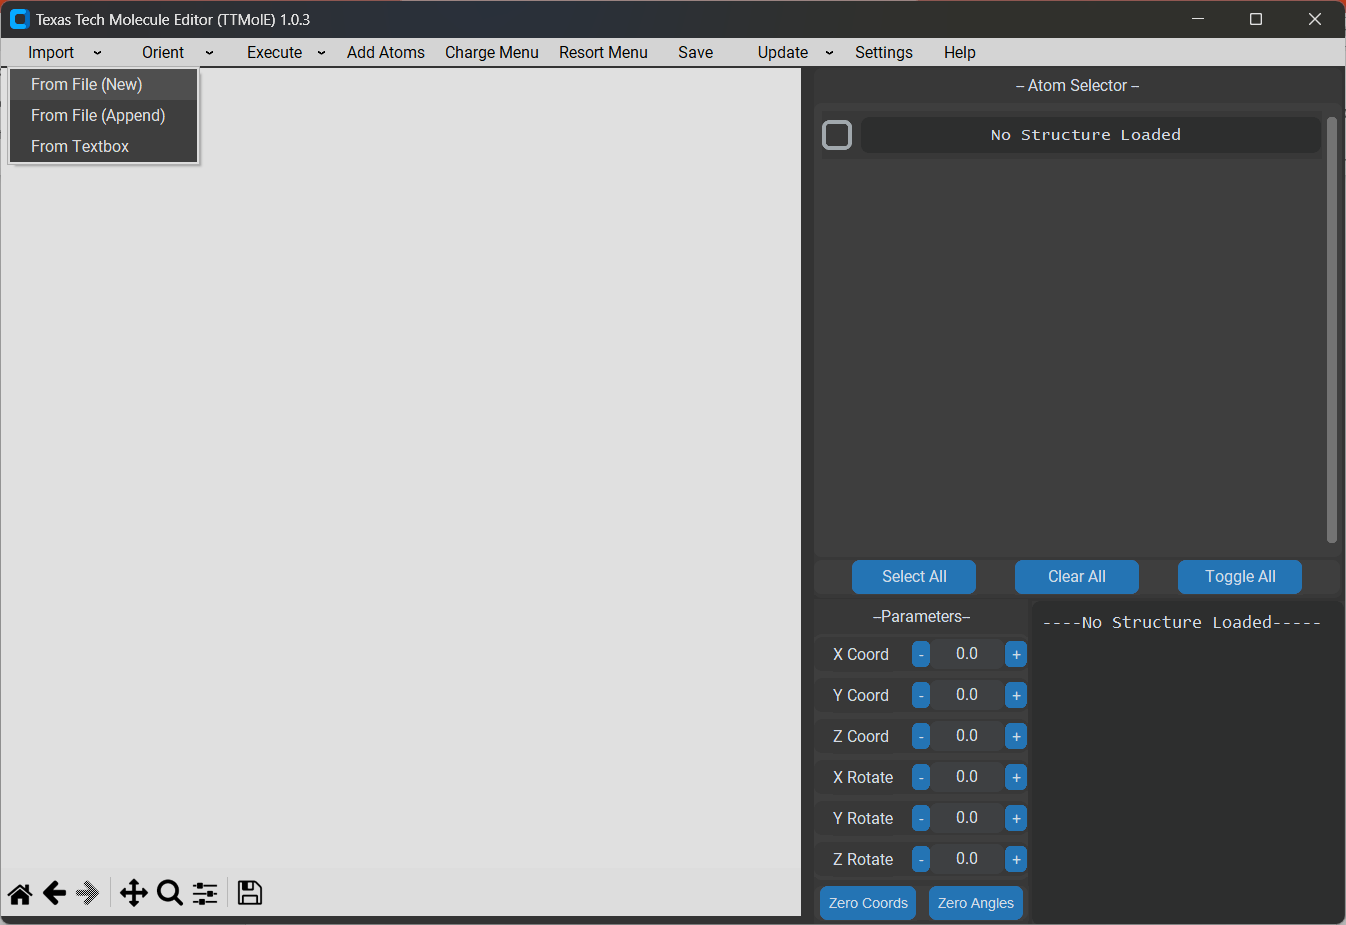 Texas Tech Molecule Editor (TTMolE) 1.0.3
Import Orient Execute Add Atoms Charge Menu Resort Menu Save Update Settings Help
From File (New)
From File (Append)
From Textbox
-- Atom Selector --
No Structure Loaded
Select All Clear All Toggle All
--Parameters--
X Coord - 0.0 +
Y Coord - 0.0 +
Z Coord - 0.0 +
X Rotate - 0.0 +
Y Rotate - 0.0 +
Z Rotate - 0.0 +
Zero Coords Zero Angles
----No Structure Loaded-----